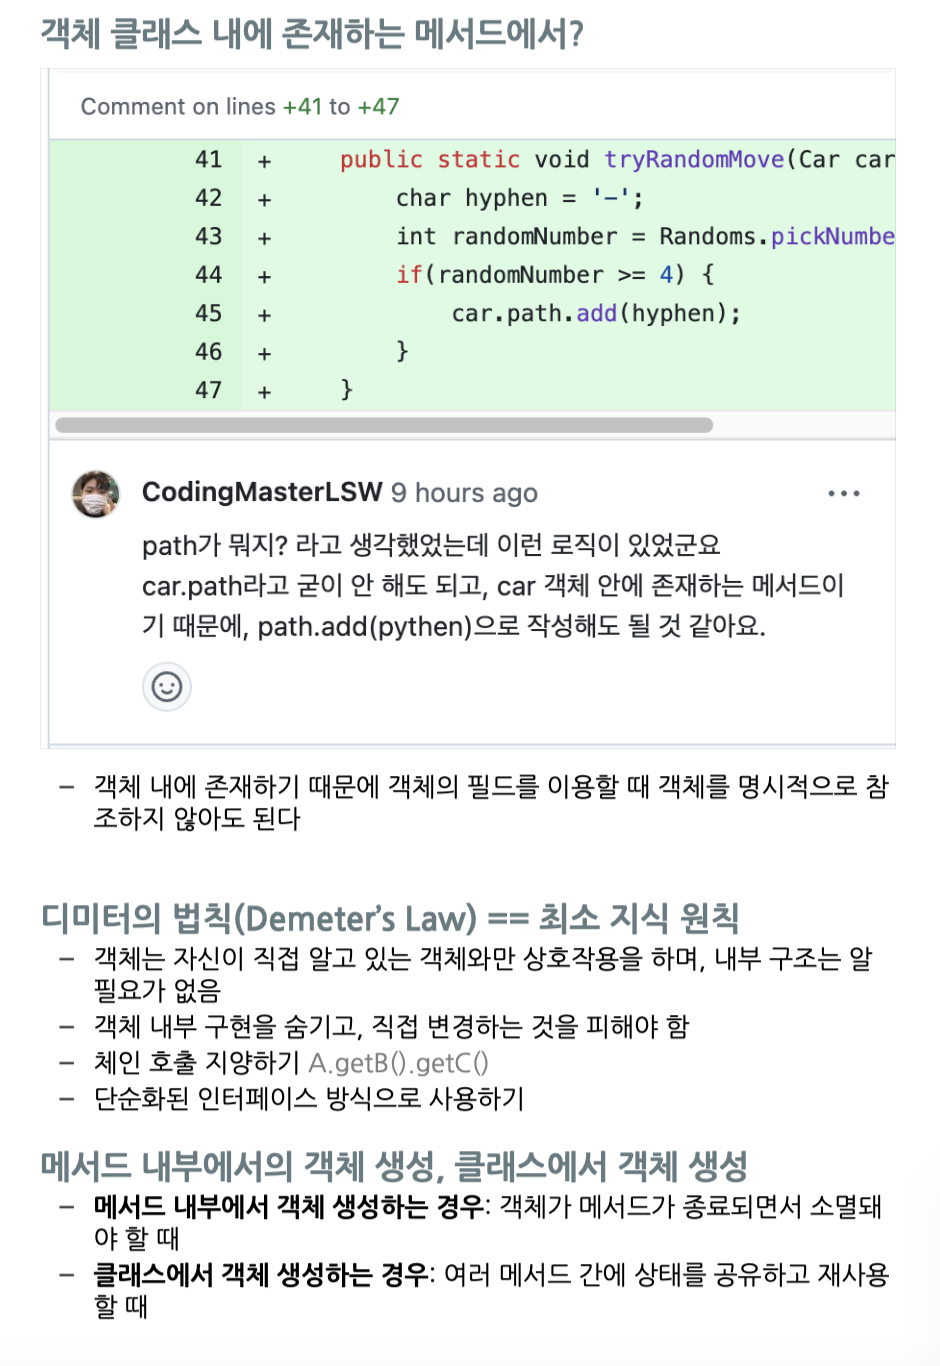 객체 클래스 내에 존재하는 메서드에서?
Comment on lines +41 to +47
41 + public static void tryRandomMove(Car car
42 + char hyphen = '-';
43 + int randomNumber = Randoms.pickNumbe
44 + if(randomNumber >= 4) {
45 + car.path.add(hyphen);
46 + }
47 + }
CodingMasterLSW 9 hours ago
path가 뭐지? 라고 생각했었는데 이런 로직이 있었군요
car.path라고 굳이 안 해도 되고, car 객체 안에 존재하는 메서드이
기 때문에, path.add(pythen)으로 작성해도 될 것 같아요.
– 객체 내에 존재하기 때문에 객체의 필드를 이용할 때 객체를 명시적으로 참
조하지 않아도 된다
디미터의 법칙(Demeter’s Law) == 최소 지식 원칙
– 객체는 자신이 직접 알고 있는 객체와만 상호작용을 하며, 내부 구조는 알
필요가 없음
– 객체 내부 구현을 숨기고, 직접 변경하는 것을 피해야 함
– 체인 호출 지양하기 A.getB().getC()
– 단순화된 인터페이스 방식으로 사용하기
메서드 내부에서의 객체 생성, 클래스에서 객체 생성
– 메서드 내부에서 객체 생성하는 경우: 객체가 메서드가 종료되면서 소멸돼
야 할 때
– 클래스에서 객체 생성하는 경우: 여러 메서드 간에 상태를 공유하고 재사용
할 때